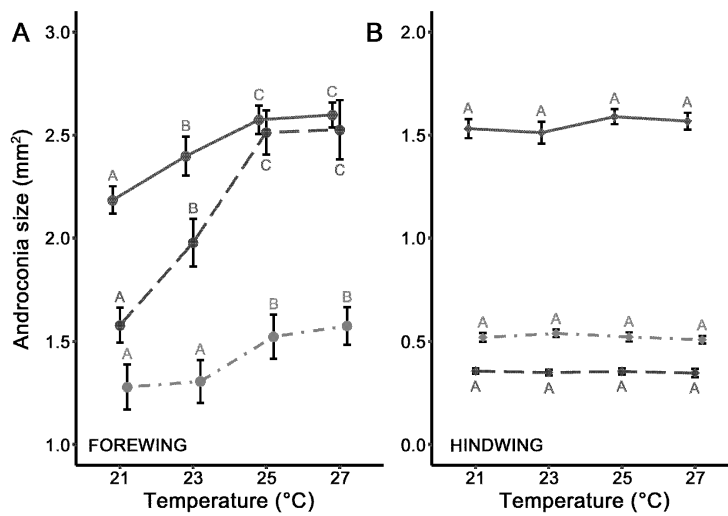 A
B
Androconia size (mm²)
3.0
2.5
2.0
1.5
1.0
C
C
B
A
C
C
B
A
B
B
A
A
FOREWING
21
23
25
27
Temperature (°C)
2.0
1.5
1.0
0.5
0.0
A
A
A
A
A
A
A
A
A
A
A
A
HINDWING
21
23
25
27
Temperature (°C)